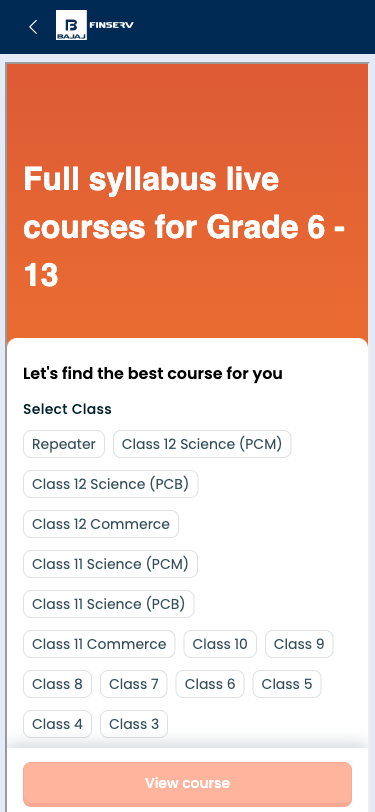 B FINSERV
BAJAJ
Full syllabus live
courses for Grade 6 -
13
Let's find the best course for you
Select Class
Repeater Class 12 Science (PCM)
Class 12 Science (PCB)
Class 12 Commerce
Class 11 Science (PCM)
Class 11 Science (PCB)
Class 11 Commerce Class 10 Class 9
Class 8 Class 7 Class 6 Class 5
Class 4 Class 3
View course